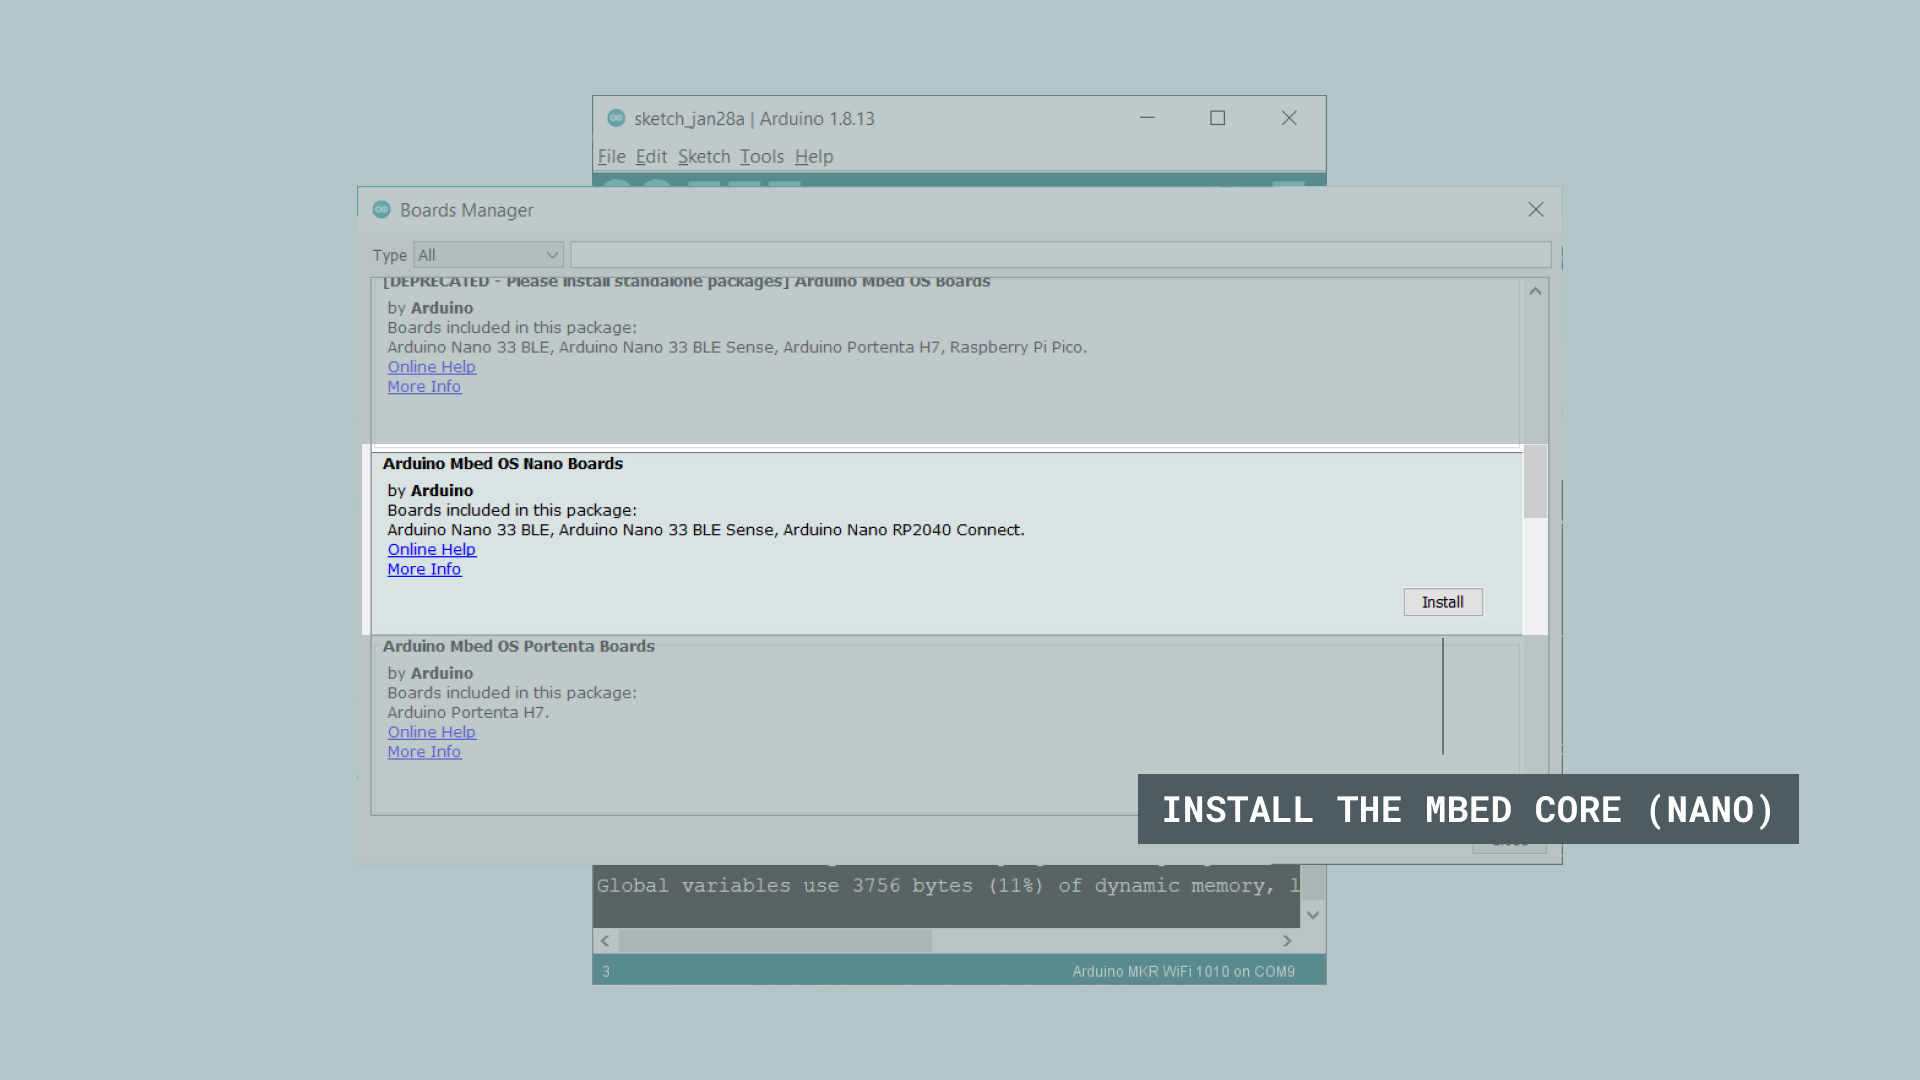 sketch_jan28a | Arduino 1.8.13
File Edit Sketch Tools Help
Boards Manager
Type All
[DEPRECATED - Please install standalone packages] Arduino Mbed OS Boards
by Arduino
Boards included in this package:
Arduino Nano 33 BLE, Arduino Nano 33 BLE Sense, Arduino Portenta H7, Raspberry Pi Pico.
Online Help
More Info
Arduino Mbed OS Nano Boards
by Arduino
Boards included in this package:
Arduino Nano 33 BLE, Arduino Nano 33 BLE Sense, Arduino Nano RP2040 Connect.
Online Help
More Info
Install
Arduino Mbed OS Portenta Boards
by Arduino
Boards included in this package:
Arduino Portenta H7.
Online Help
More Info
INSTALL THE MBED CORE (NANO)
Global variables use 3756 bytes (11%) of dynamic memory, l
3
Arduino MKR WiFi 1010 on COM9